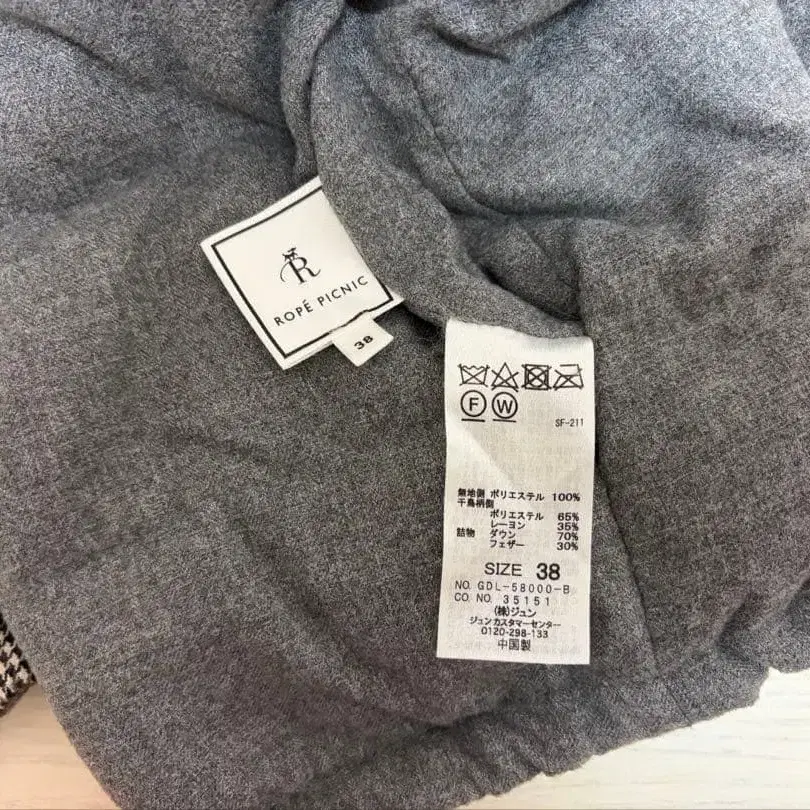 R
ROPÉ PICNIC
38
F W
SF-211
無地側 ポリエステル 100%
千鳥柄側
ポリエステル 65%
レーヨン 35%
詰物 ダウン 70%
フェザー 30%
SIZE 38
NO. GDL-58000-B
CO. NO. 35151
(株)ジュン
ジュンカスタマーセンター
0120-298-133
中国製